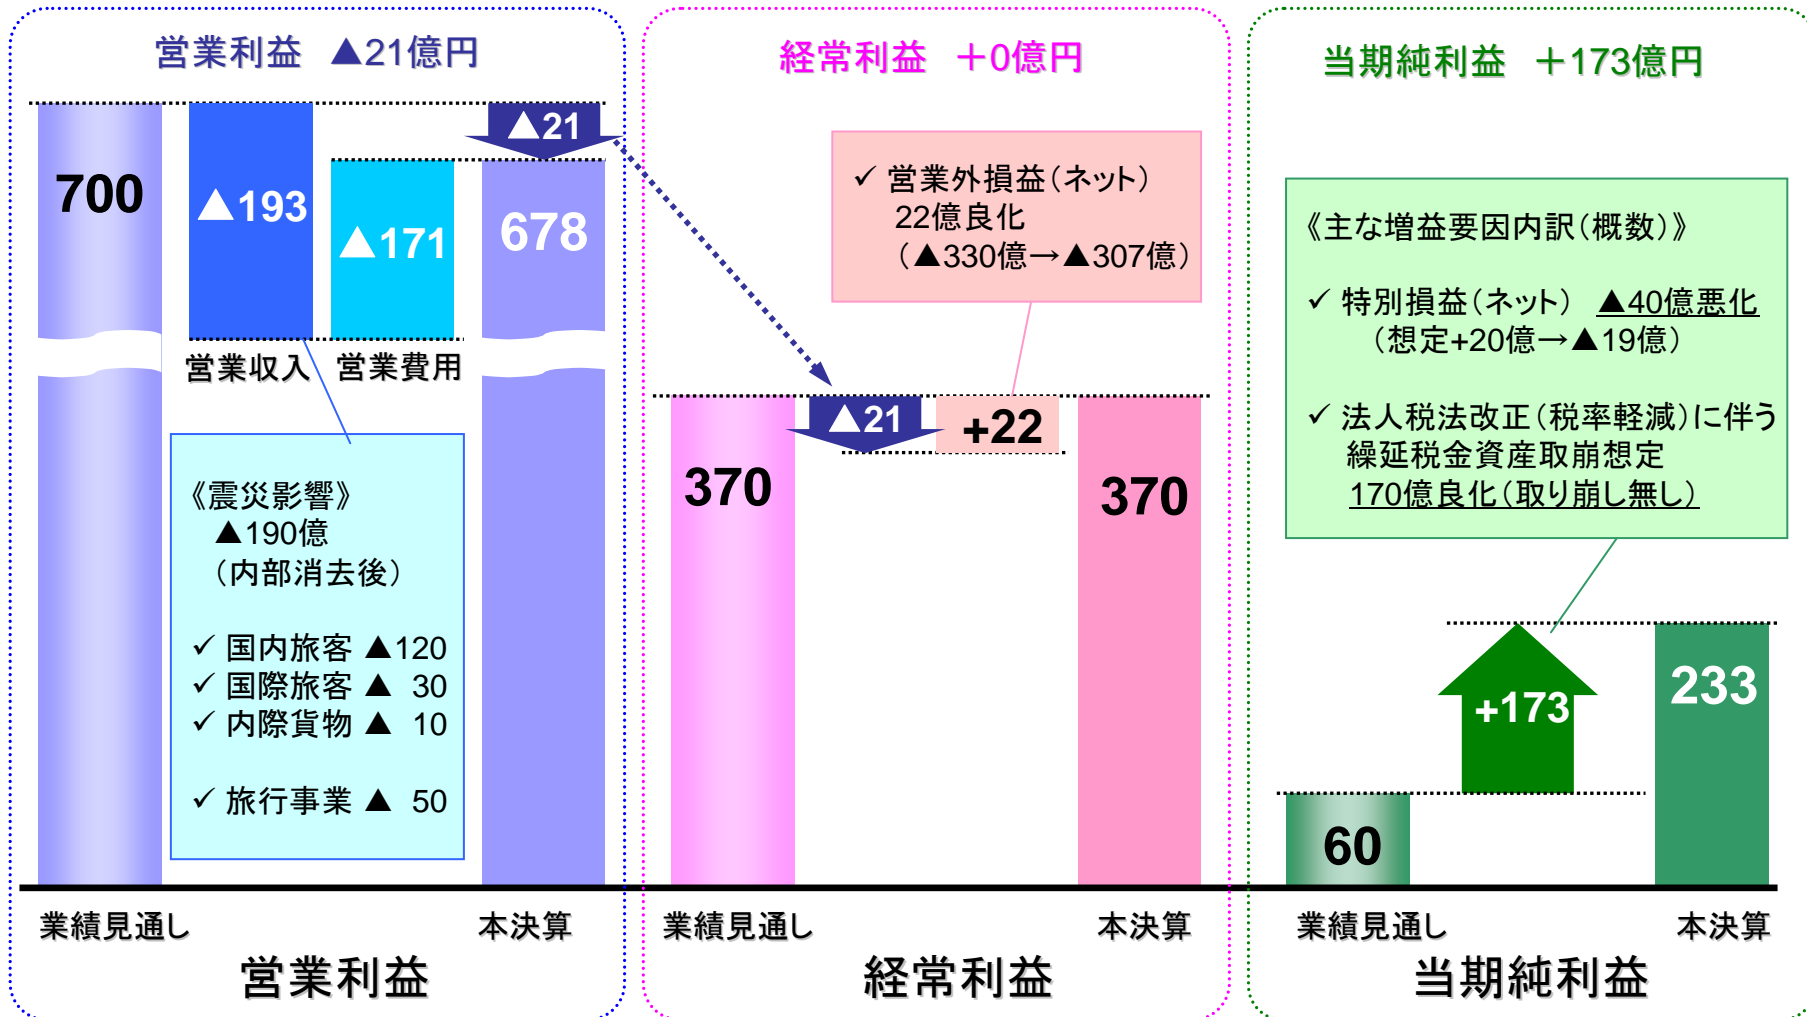 営業利益　▲21億円
700
▲193
▲171
▲21
678
営業収入
営業費用
《震災影響》
▲190億
（内部消去後）
✓ 国内旅客 ▲120
✓ 国際旅客 ▲ 30
✓ 内際貨物 ▲ 10
✓ 旅行事業 ▲ 50
業績見通し
本決算
営業利益
経常利益　＋0億円
✓ 営業外損益（ネット）
22億良化
（▲330億→▲307億）
370
▲21
+22
370
業績見通し
本決算
経常利益
当期純利益　＋173億円
《主な増益要因内訳（概数）》
✓ 特別損益（ネット）　▲40億悪化
（想定+20億→▲19億）
✓ 法人税法改正（税率軽減）に伴う
繰延税金資産取崩想定
170億良化（取り崩し無し）
60
+173
233
業績見通し
本決算
当期純利益